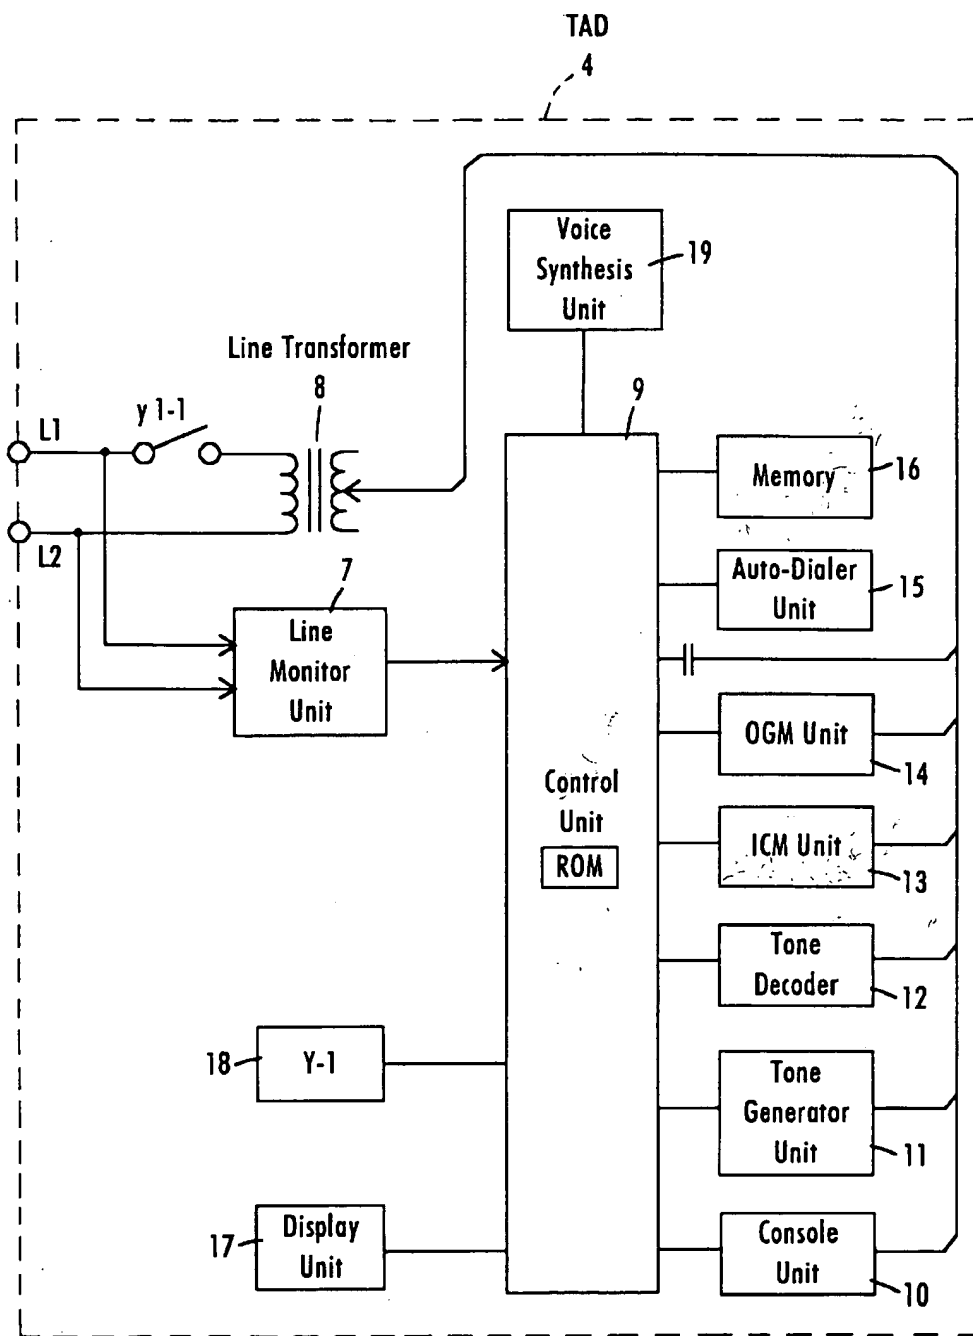 TAD
4
Voice
Synthesis
Unit
19
Line Transformer
8
9
y 1-1
L1
L2
Memory
16
7
Auto-Dialer
Unit
15
Line
Monitor
Unit
OGM Unit
14
Control
Unit
ROM
ICM Unit
13
Tone
Decoder
12
18
Y-1
Tone
Generator
Unit
11
17
Display
Unit
Console
Unit
10